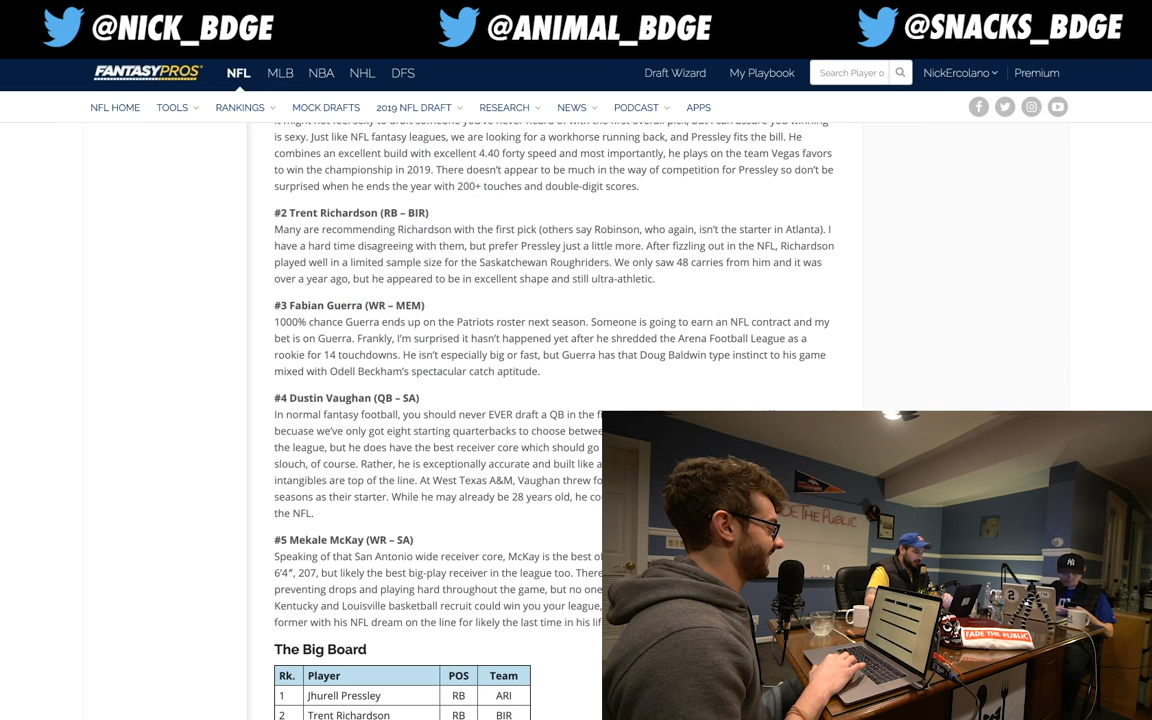 @NICK_BDGE @ANIMAL_BDGE @SNACKS_BDGE
FANTASYPROS NFL MLB NBA NHL DFS Draft Wizard My Playbook Search Player o NickErcolano Premium
NFL HOME TOOLS RANKINGS MOCK DRAFTS 2019 NFL DRAFT RESEARCH NEWS PODCAST APPS
is sexy. Just like NFL fantasy leagues, we are looking for a workhorse running back, and Pressley fits the bill. He
combines an excellent build with excellent 4.40 forty speed and most importantly, he plays on the team Vegas favors
to win the championship in 2019. There doesn't appear to be much in the way of competition for Pressley so don't be
surprised when he ends the year with 200+ touches and double-digit scores.
#2 Trent Richardson (RB – BIR)
Many are recommending Richardson with the first pick (others say Robinson, who again, isn't the starter in Atlanta). I
have a hard time disagreeing with them, but prefer Pressley just a little more. After fizzling out in the NFL, Richardson
played well in a limited sample size for the Saskatchewan Roughriders. We only saw 48 carries from him and it was
over a year ago, but he appeared to be in excellent shape and still ultra-athletic.
#3 Fabian Guerra (WR – MEM)
1000% chance Guerra ends up on the Patriots roster next season. Someone is going to earn an NFL contract and my
bet is on Guerra. Frankly, I'm surprised it hasn't happened yet after he shredded the Arena Football League as a
rookie for 14 touchdowns. He isn't especially big or fast, but Guerra has that Doug Baldwin type instinct to his game
mixed with Odell Beckham's spectacular catch aptitude.
#4 Dustin Vaughan (QB – SA)
In normal fantasy football, you should never EVER draft a QB in the fi
becuase we've only got eight starting quarterbacks to choose betwee
the league, but he does have the best receiver core which should go
slouch, of course. Rather, he is exceptionally accurate and built like a
intangibles are top of the line. At West Texas A&M, Vaughan threw fo
seasons as their starter. While he may already be 28 years old, he co
the NFL.
#5 Mekale McKay (WR – SA)
Speaking of that San Antonio wide receiver core, McKay is the best of
6'4", 207, but likely the best big-play receiver in the league too. There
preventing drops and playing hard throughout the game, but no one
Kentucky and Louisville basketball recruit could win you your league,
former with his NFL dream on the line for likely the last time in his lif
The Big Board
Rk. Player POS Team
1 Jhurell Pressley RB ARI
2 Trent Richardson RB BIR
DE THE PUBLIC
FADE THE PUBLIC